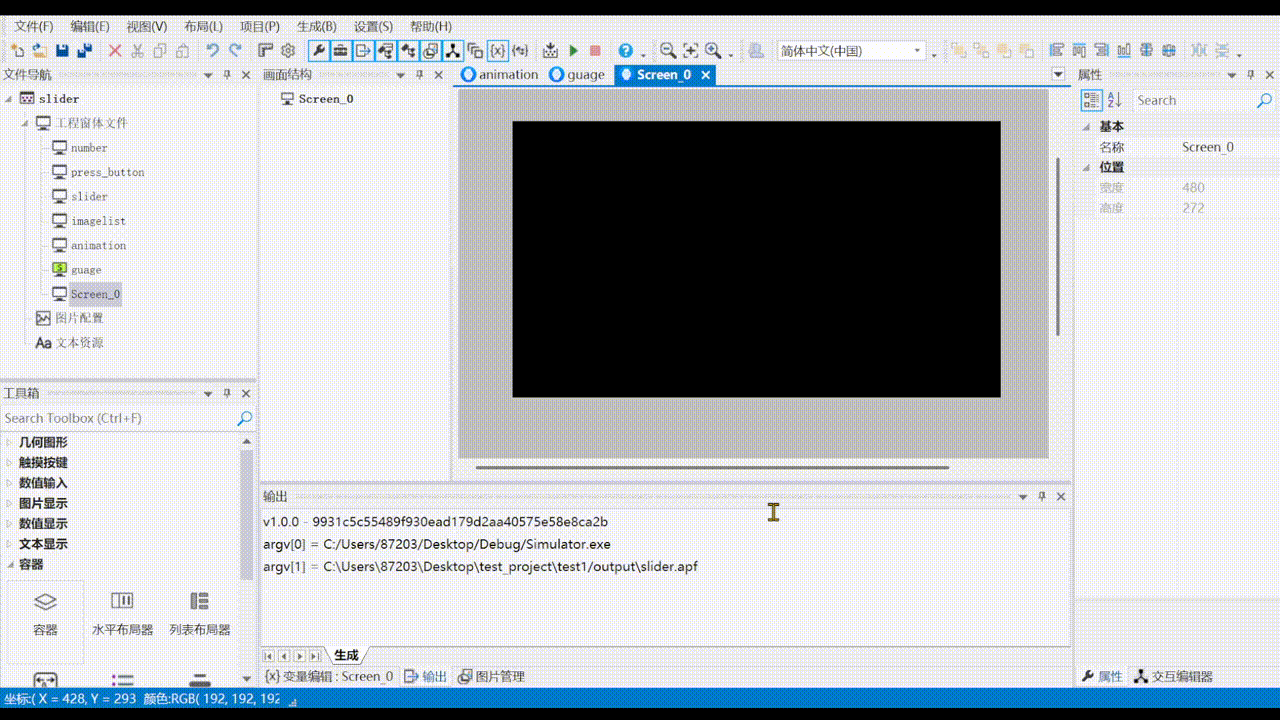 文件(F) 编辑(E) 视图(V) 布局(L) 项目(P) 生成(B) 设置(S) 帮助(H)
简体中文(中国)
文件导航
画面结构
animation guage Screen_0
属性
slider
工程窗体文件
number
press_button
slider
imagelist
animation
guage
Screen_0
图片配置
Aa 文本资源
Screen_0
Search
基本
名称 Screen_0
位置
宽度 480
高度 272
工具箱
Search Toolbox (Ctrl+F)
几何图形
触摸按键
数值输入
图片显示
数值显示
文本显示
容器
容器 水平布局器 列表布局器
输出
v1.0.0 - 9931c5c55489f930ead179d2aa40575e58e8ca2b
argv[0] = C:/Users/87203/Desktop/Debug/Simulator.exe
argv[1] = C:\Users\87203\Desktop\test_project\test1/output\slider.apf
生成
{x} 变量编辑 : Screen_0 输出 图片管理
属性 交互编辑器
坐标:( X = 428, Y = 293 颜色:RGB( 192, 192, 192